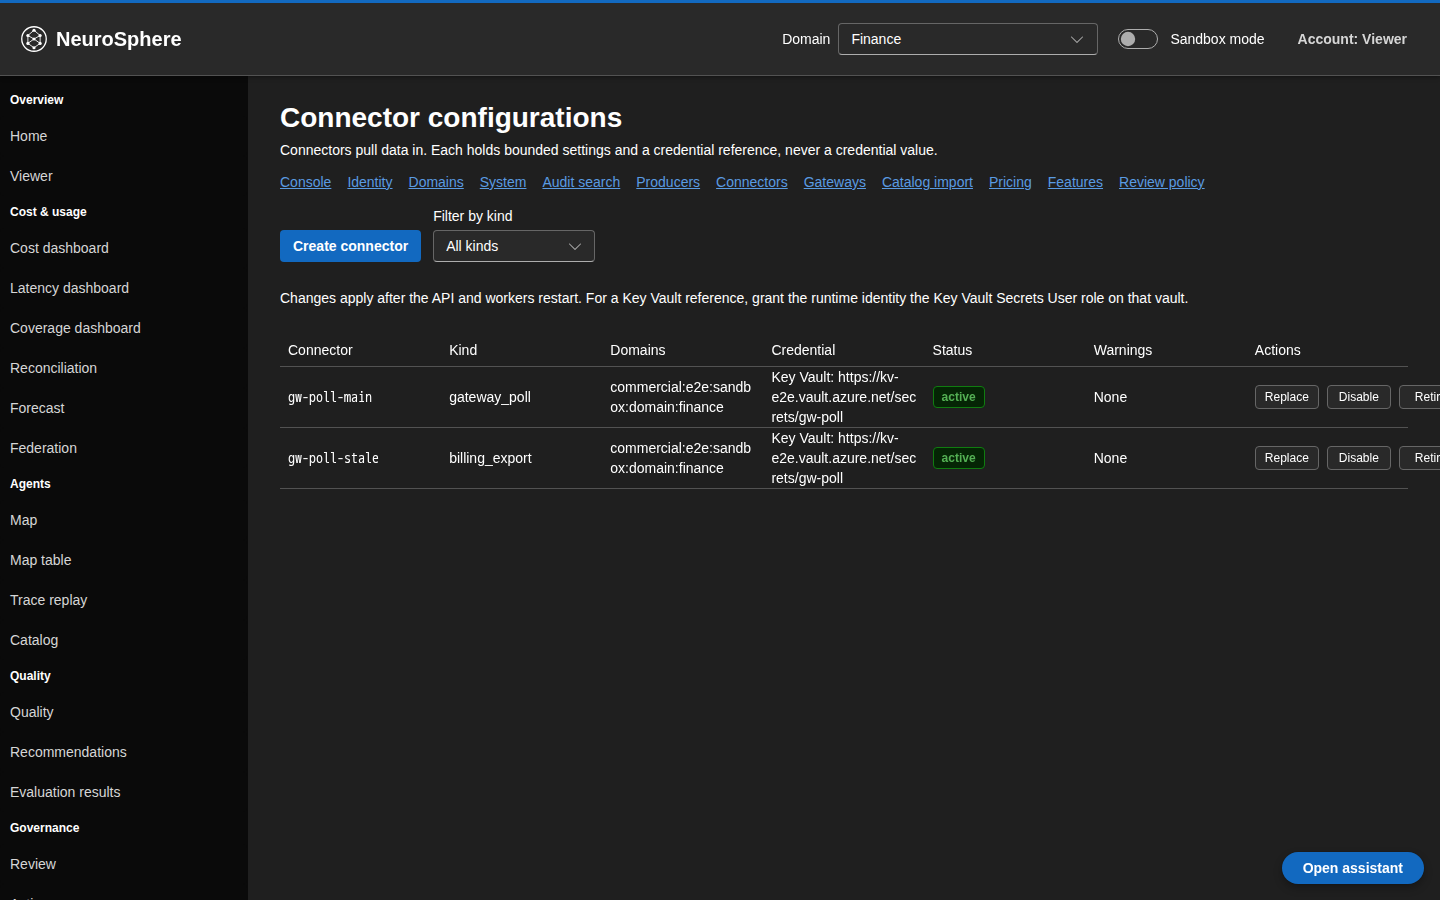 NeuroSphere
Domain
Finance
Sandbox mode
Account: Viewer
Overview
Home
Viewer
Cost & usage
Cost dashboard
Latency dashboard
Coverage dashboard
Reconciliation
Forecast
Federation
Agents
Map
Map table
Trace replay
Catalog
Quality
Quality
Recommendations
Evaluation results
Governance
Review
Connector configurations
Connectors pull data in. Each holds bounded settings and a credential reference, never a credential value.
Console Identity Domains System Audit search Producers Connectors Gateways Catalog import Pricing Features Review policy
Filter by kind
Create connector
All kinds
Changes apply after the API and workers restart. For a Key Vault reference, grant the runtime identity the Key Vault Secrets User role on that vault.
Connector Kind Domains Credential Status Warnings Actions
gw-poll-main
gateway_poll
commercial:e2e:sandb
ox:domain:finance
Key Vault: https://kv-
e2e.vault.azure.net/sec
rets/gw-poll
active
None
Replace
Disable
gw-poll-stale
billing_export
commercial:e2e:sandb
ox:domain:finance
Key Vault: https://kv-
e2e.vault.azure.net/sec
rets/gw-poll
active
None
Replace
Disable
Open assistant